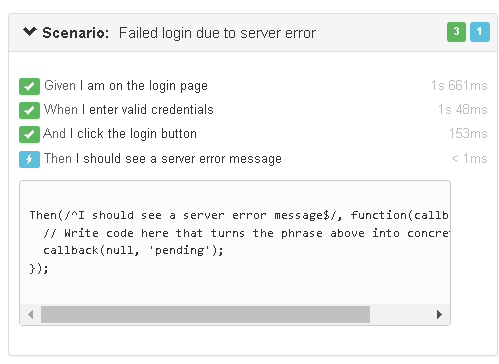 Scenario: Failed login due to server error 3 1
Given I am on the login page 1s 661ms
When I enter valid credentials 1s 48ms
And I click the login button 153ms
Then I should see a server error message < 1ms
Then(/^I should see a server error message$/, function(callb
// Write code here that turns the phrase above into concre
callback(null, 'pending');
});